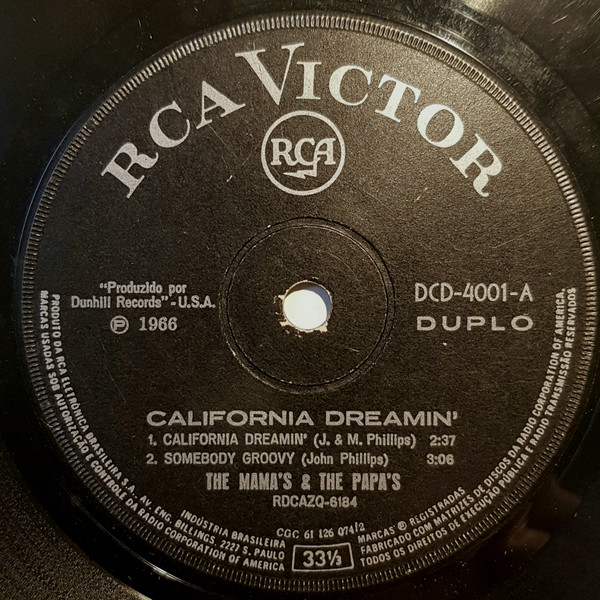 RCA VICTOR
RCA
"Produzido por
Dunhill Records" - U.S.A.
℗ 1966
DCD-4001-A
DUPLO
CALIFORNIA DREAMIN'
1. CALIFORNIA DREAMIN' (J. & M. Phillips) 2:37
2. SOMEBODY GROOVY (John Phillips) 3:06
THE MAMA'S & THE PAPA'S
RDCAZQ-6184
PRODUTO DA RCA ELETRÔNICA BRASILEIRA S.A. AV. ENG. BILLINGS, 2227 S. PAULO
MARCAS USADAS SOB AUTORIZAÇÃO E CONTRÔLE DA RADIO CORPORATION OF AMERICA
INDÚSTRIA BRASILEIRA
CGC 61 126 074/2
33⅓
MARCAS ® REGISTRADAS
FABRICADO COM MATRIZES DE DISCOS DA RADIO CORPORATION OF AMERICA,
TODOS OS DIREITOS DE EXECUÇÃO PÚBLICA E RADIO TRANSMISSÃO RESERVADOS